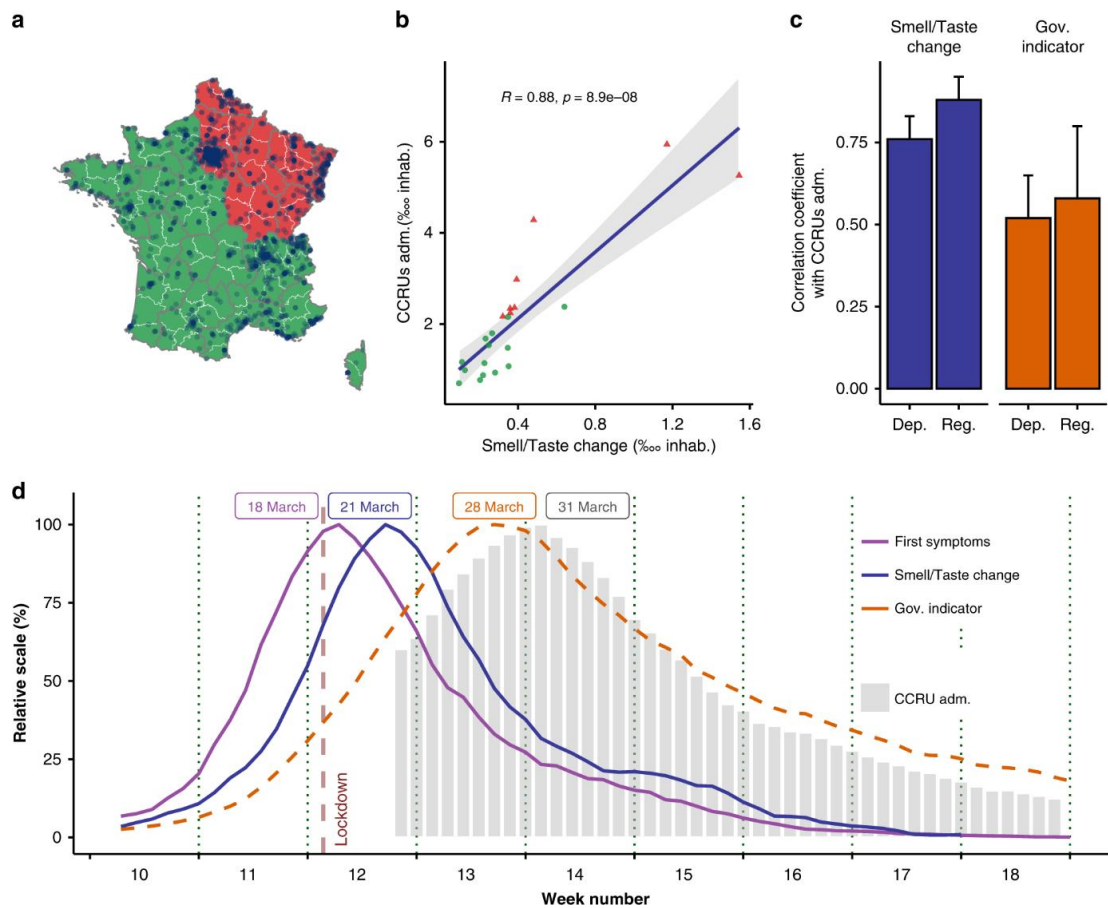 a
b
R = 0.88, p = 8.9e–08
CCRUs adm.(‱ inhab.)
6
4
2
0.4
0.8
1.2
1.6
Smell/Taste change (‱ inhab.)
c
Smell/Taste
change
Gov.
indicator
Correlation coefficient
with CCRUs adm.
0.75
0.50
0.25
0.00
Dep.
Reg.
Dep.
Reg.
d
18 March
21 March
28 March
31 March
Relative scale (%)
100
75
50
25
0
Lockdown
First symptoms
Smell/Taste change
Gov. indicator
CCRU adm.
10
11
12
13
14
15
16
17
18
Week number